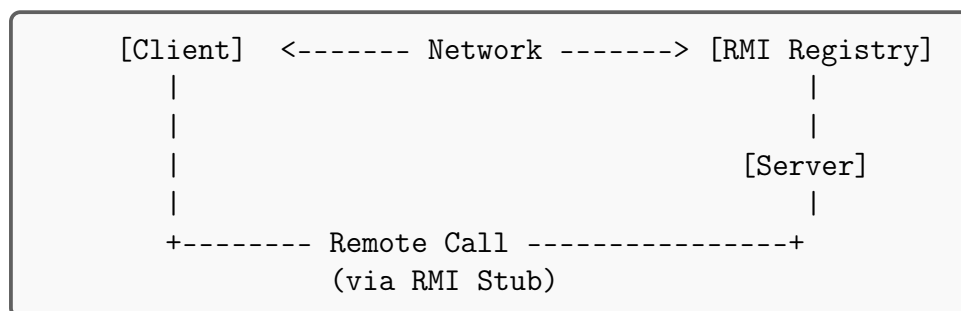 [Client] <------- Network -------> [RMI Registry]
| |
| |
| [Server]
| |
+-------- Remote Call ----------------+
(via RMI Stub)